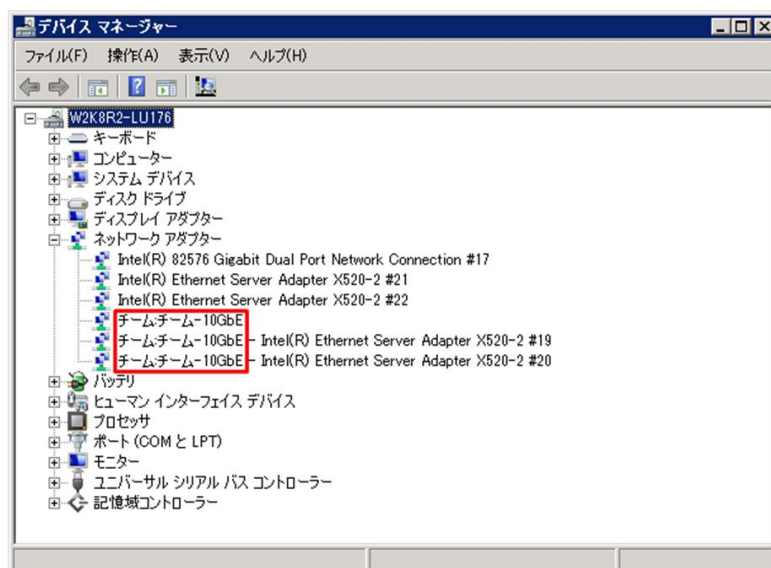 デバイス マネージャー
ファイル(F) 操作(A) 表示(V) ヘルプ(H)
W2K8R2-LU176
キーボード
コンピューター
システム デバイス
ディスク ドライブ
ディスプレイ アダプター
ネットワーク アダプター
Intel(R) 82576 Gigabit Dual Port Network Connection #17
Intel(R) Ethernet Server Adapter X520-2 #21
Intel(R) Ethernet Server Adapter X520-2 #22
チーム:チーム-10GbE
チーム:チーム-10GbE - Intel(R) Ethernet Server Adapter X520-2 #19
チーム:チーム-10GbE - Intel(R) Ethernet Server Adapter X520-2 #20
バッテリ
ヒューマン インターフェイス デバイス
プロセッサ
ポート (COM と LPT)
モニター
ユニバーサル シリアル バス コントローラー
記憶域コントローラー